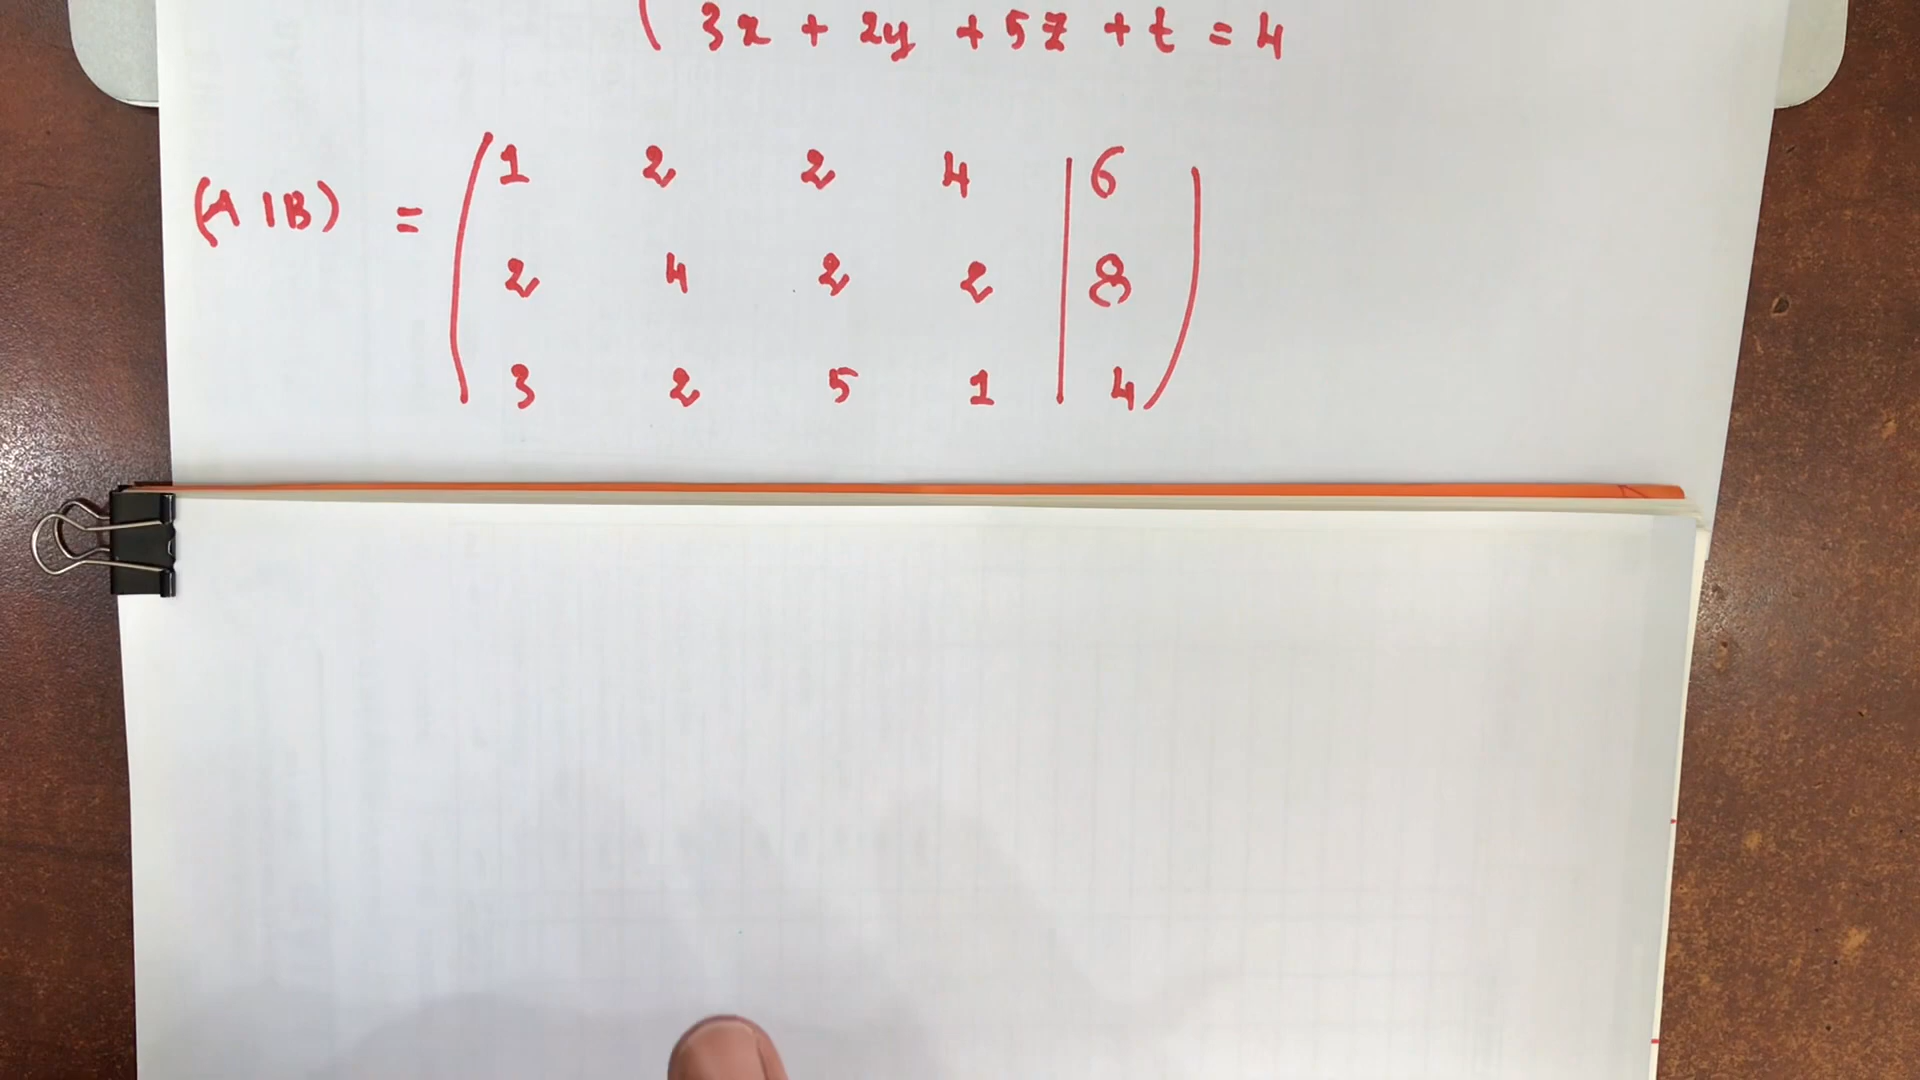 ( 3x + 2y + 5z + t = 4
(A|B) = ( 1 2 2 4 | 6
2 4 2 2 | 8
3 2 5 1 | 4 )